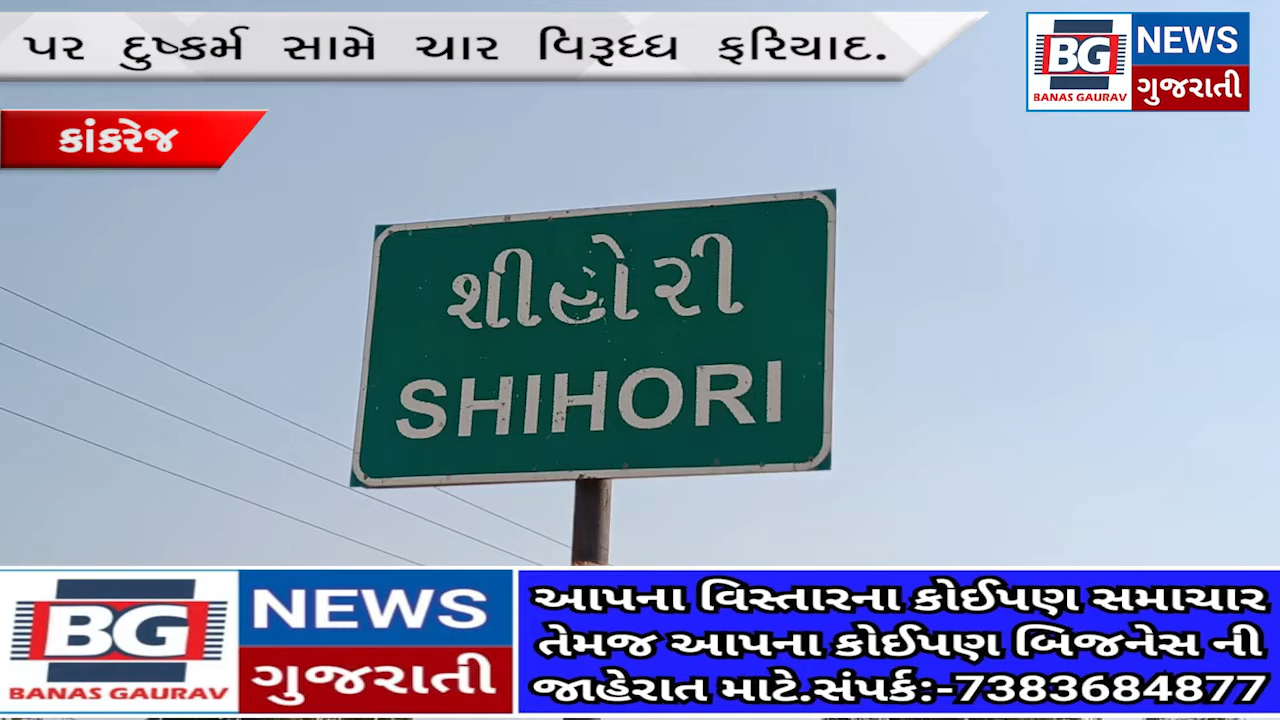 પર દુષ્કર્મ સામે ચાર વિરૂધ્ધ ફરિયાદ.
BG
BANAS GAURAV
NEWS
ગુજરાતી
કાંકરેજ
શીહોરી
SHIHORI
BG
BANAS GAURAV
NEWS
ગુજરાતી
આપના વિસ્તારના કોઈપણ સમાચાર
તેમજ આપના કોઈપણ બિજનેસ ની
જાહેરાત માટે.સંપર્ક:-7383684877